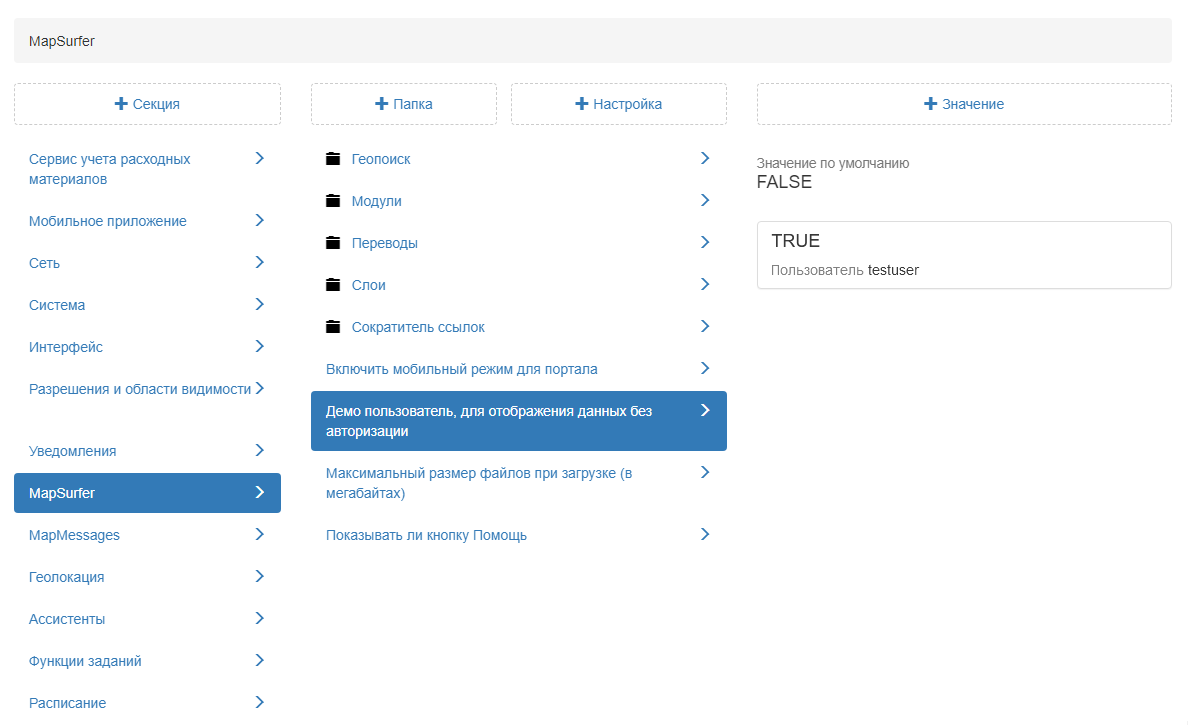 MapSurfer
Секция
Папка
Настройка
Значение
Сервис учета расходных
материалов
Мобильное приложение
Сеть
Система
Интерфейс
Разрешения и области видимости
Уведомления
MapSurfer
MapMessages
Геолокация
Ассистенты
Функции заданий
Расписание
Геопоиск
Модули
Переводы
Слои
Сократитель ссылок
Включить мобильный режим для портала
Демо пользователь, для отображения данных без
авторизации
Максимальный размер файлов при загрузке (в
мегабайтах)
Показывать ли кнопку Помощь
Значение по умолчанию
FALSE
TRUE
Пользователь testuser